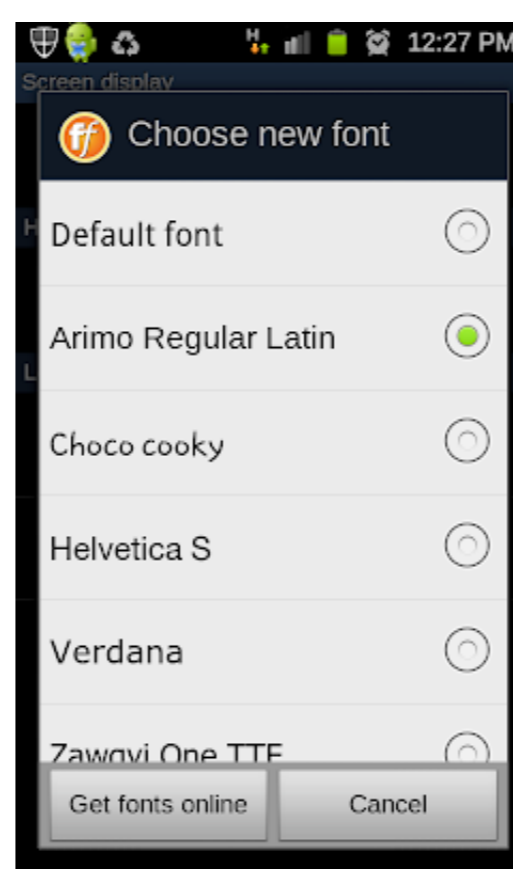 H 12:27 PM
Screen display
Choose new font
Default font
Arimo Regular Latin
Choco cooky
Helvetica S
Verdana
Zawgyi One TTF
Get fonts online Cancel